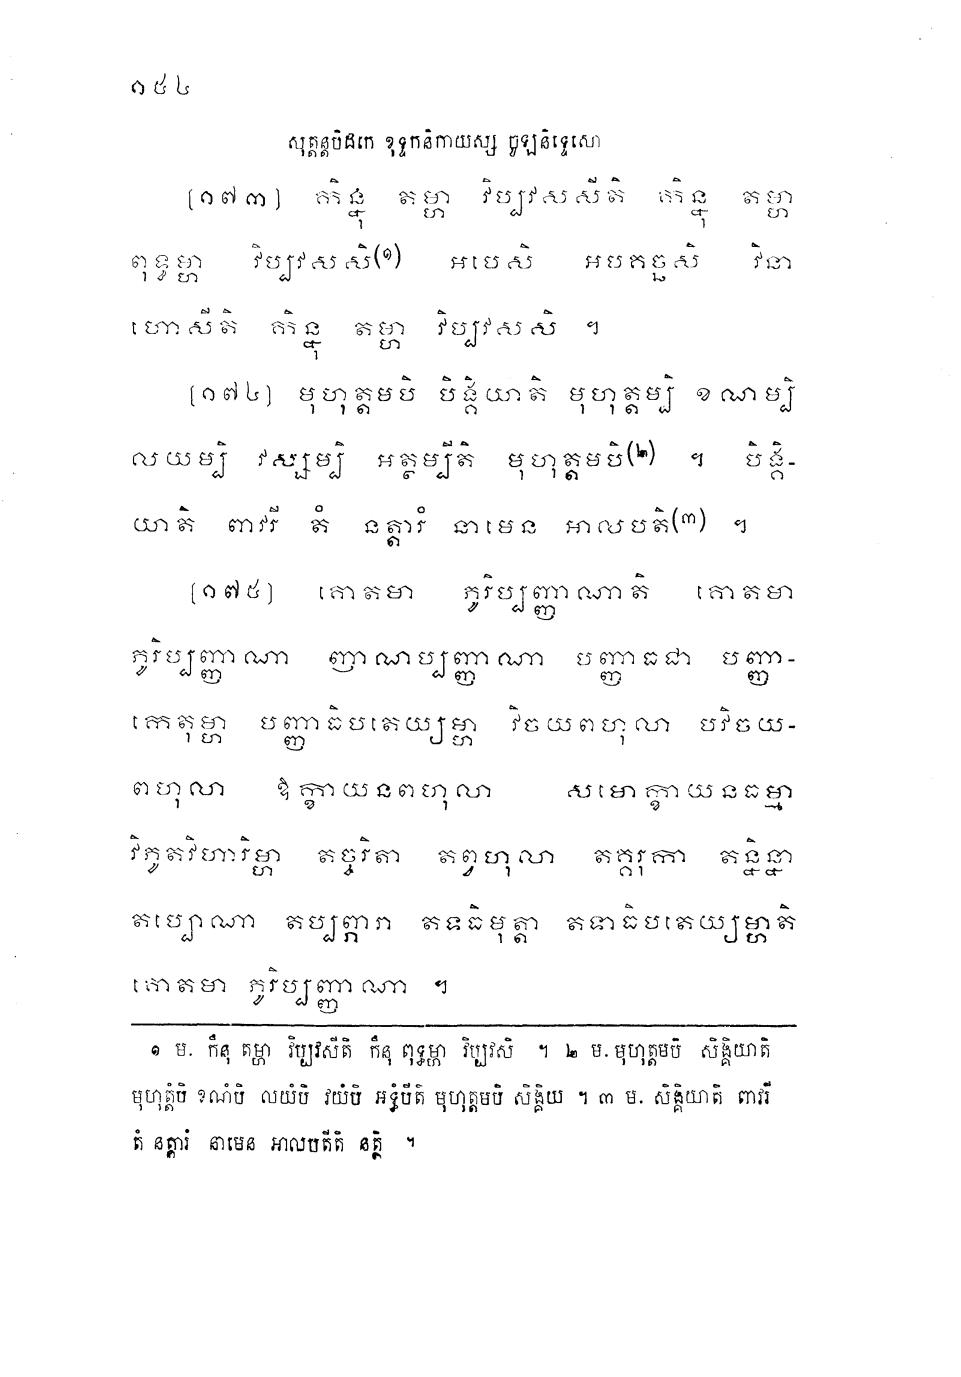 ១៥៤
សុត្តន្តបិដកេ ខុទ្ទកនិកាយស្ស ចូឡនិទ្ទេសោ
[១៧៣] កិន្នុ តម្ហា វិប្បវសសីតិ កិន្នុ តម្ហា
ពុទ្ធម្ហា វិប្បវសសិ(១) អបេសិ អបគច្ឆសិ វិនា
ហោសីតិ កិន្នុ តម្ហា វិប្បវសសិ ។
[១៧៤] មុហុត្តមបិ បិង្គិយាតិ មុហុត្តម្បិ ខណម្បិ
លយម្បិ វស្សម្បិ អត្ថម្បីតិ មុហុត្តមបិ(២) ។ បិង្គិ-
យាតិ ពាវរី តំ នត្តារំ នាមេន អាលបតិ(៣) ។
[១៧៥] គោតមា ភូរិប្បញ្ញាណាតិ គោតមា
ភូរិប្បញ្ញាណា ញាណប្បញ្ញាណា បញ្ញាធជា បញ្ញា-
កេតុម្ហា បញ្ញាធិបតេយ្យម្ហា វិចយពហុលា បវិចយ-
ពហុលា ឱក្ខាយនពហុលា សមោក្ខាយនធម្មា
វិភូតវិហារិម្ហា តច្ចរិតា តព្វហុលា តគ្គរុកា តន្និន្នា
តប្បោណា តប្បព្ភារា តទធិមុត្តា តទាធិបតេយ្យម្ហាតិ
គោតមា ភូរិប្បញ្ញាណា ។
១ ម. កឹនុ តម្ហា វិប្បវសីតិ កឹនុ ពុទ្ធម្ហា វិប្បវសិ ។ ២ ម. មុហុត្តមបិ សិង្គិយាតិ
មុហុត្តំបិ ខណំបិ លយំបិ វយំបិ អទ្ធំបីតិ មុហុត្តមបិ សិង្គិយ ។ ៣ ម. សិង្គិយាតិ ពាវរី
តំ នត្តារំ នាមេន អាលបតីតិ នត្ថិ ។